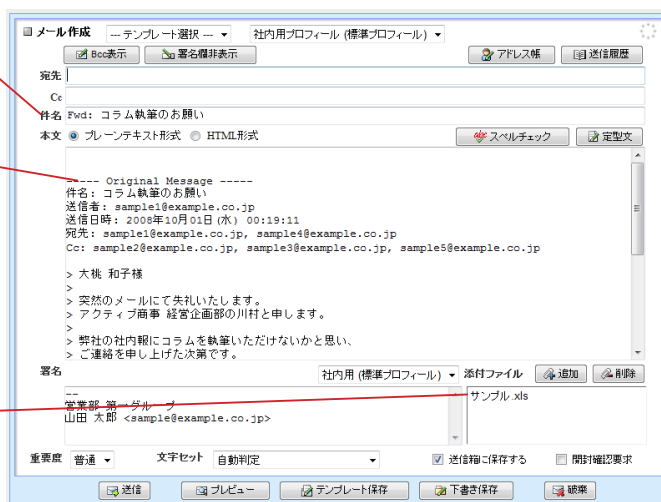 メール作成 --- テンプレート選択 --- 社内用プロフィール (標準プロフィール)
Bcc表示 署名欄非表示 アドレス帳 送信履歴
宛先
Cc
件名 Fwd: コラム執筆のお願い
本文 プレーンテキスト形式 HTML形式 abc スペルチェック 定型文
----- Original Message -----
件名: コラム執筆のお願い
送信者: sample1@example.co.jp
送信日時: 2008年10月01日 (水) 00:19:11
宛先: sample1@example.co.jp, sample4@example.co.jp
Cc: sample2@example.co.jp, sample3@example.co.jp, sample5@example.co.jp
> 大桃 和子様
>
> 突然のメールにて失礼いたします。
> アクティブ商事 経営企画部の川村と申します。
>
> 弊社の社内報にコラムを執筆いただけないかと思い、
> ご連絡を申し上げた次第です。
署名 社内用 (標準プロフィール) 添付ファイル 追加 削除
--
営業部 第一グループ
山田 太郎 <sample@example.co.jp>
サンプル.xls
重要度 普通 文字セット 自動判定 送信箱に保存する 開封確認要求
送信 プレビュー テンプレート保存 下書き保存 破棄